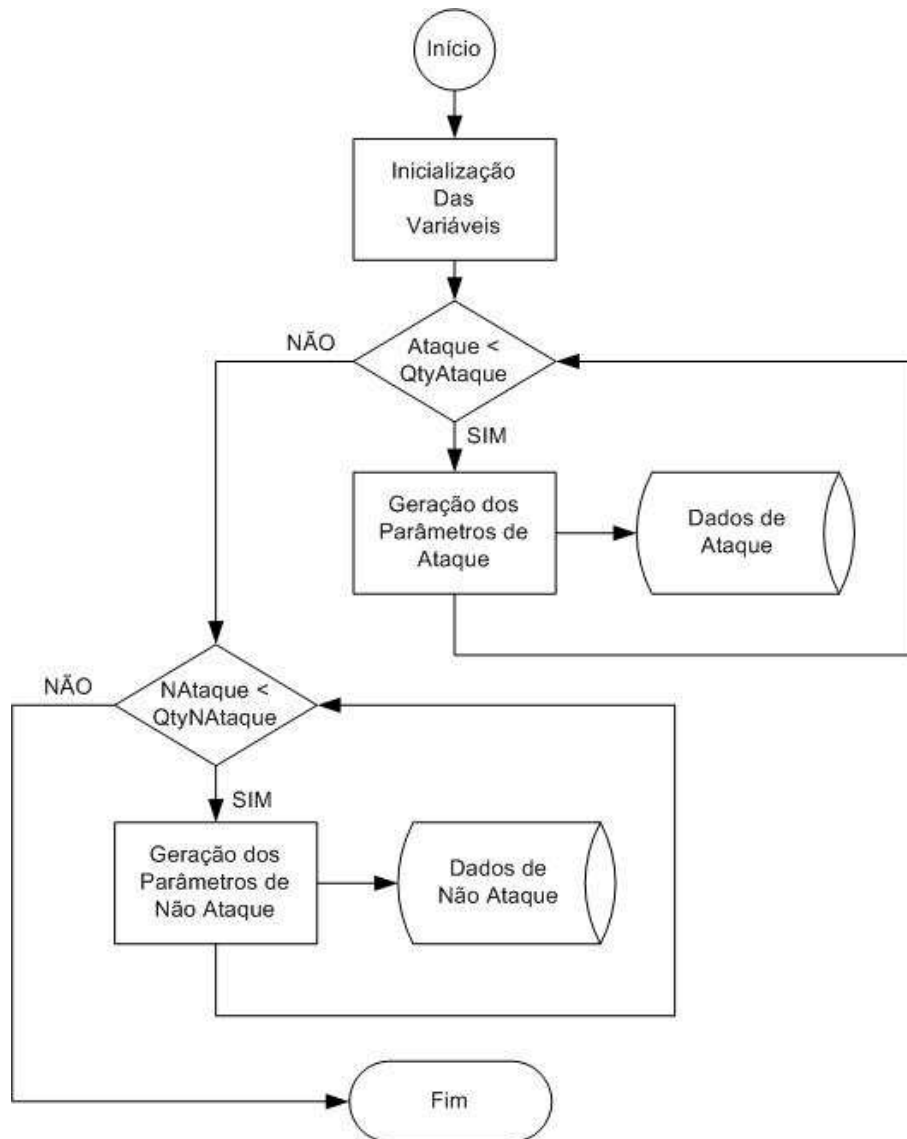 Início
Inicialização
Das
Variáveis
NÃO
Ataque <
QtyAtaque
SIM
Geração dos
Parâmetros de
Ataque
Dados de
Ataque
NÃO
NAtaque <
QtyNAtaque
SIM
Geração dos
Parâmetros de
Não Ataque
Dados de
Não Ataque
Fim